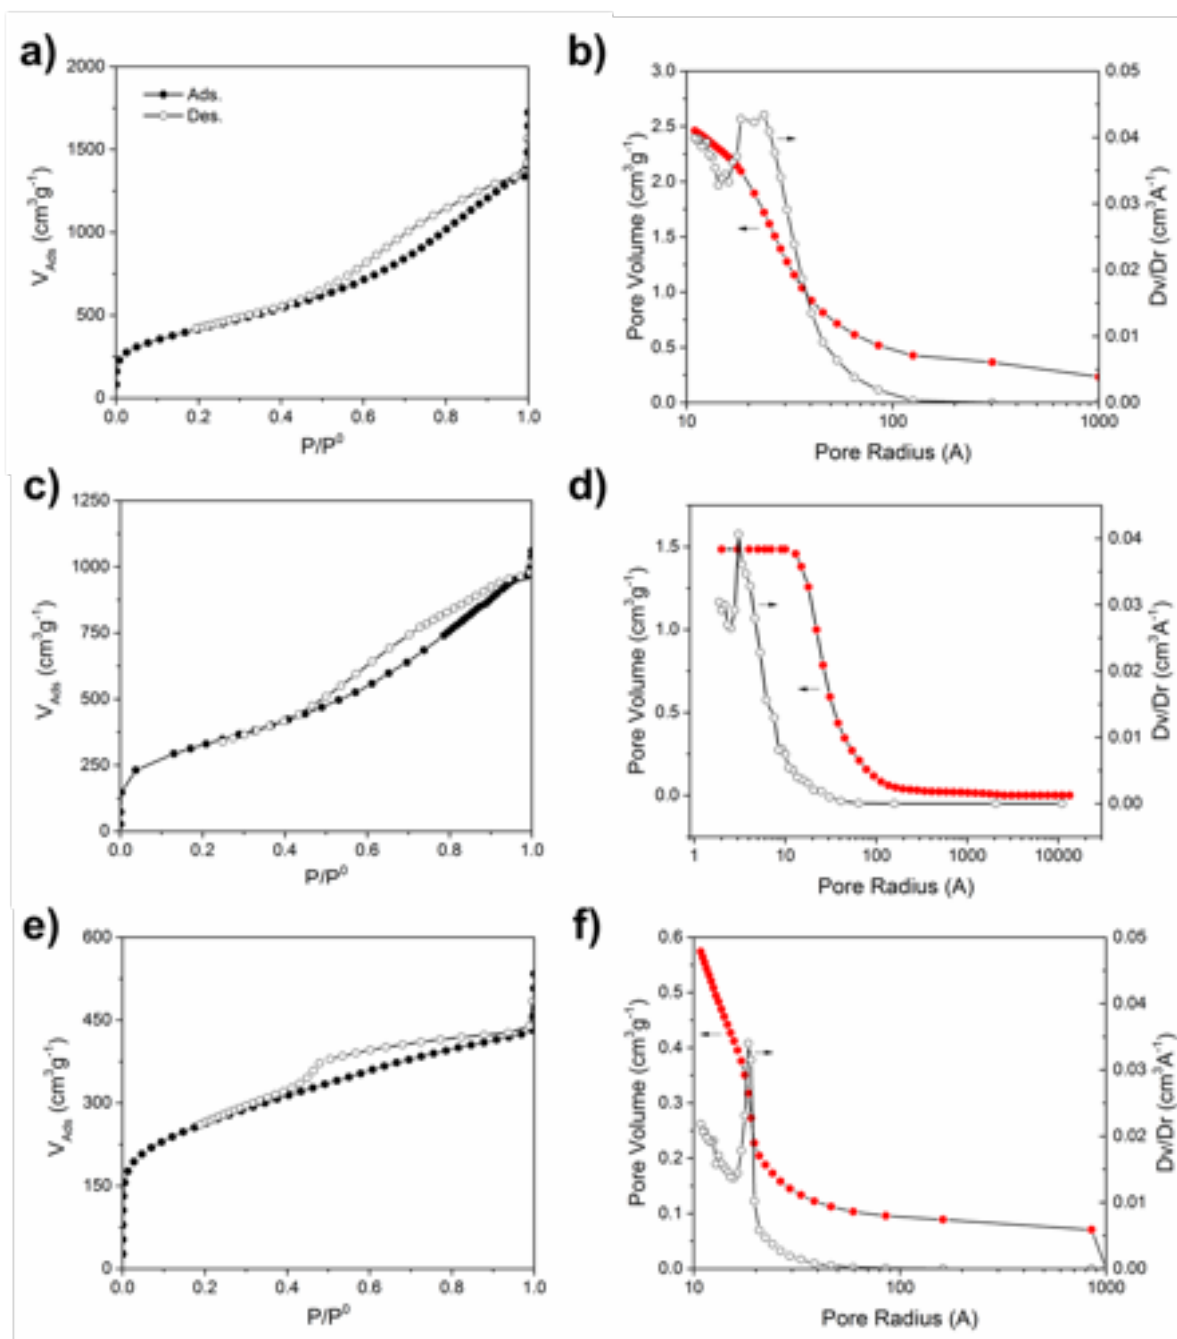 a)
2000
1500
1000
500
0
V_Ads (cm³g⁻¹)
Ads.
Des.
0.0 0.2 0.4 0.6 0.8 1.0
P/P⁰
b)
3.0
2.5
2.0
1.5
1.0
0.5
0.0
Pore Volume (cm³g⁻¹)
0.05
0.04
0.03
0.02
0.01
0.00
Dv/Dr (cm³A⁻¹)
10 100 1000
Pore Radius (A)
c)
1250
1000
750
500
250
0
V_Ads (cm³g⁻¹)
0.0 0.2 0.4 0.6 0.8 1.0
P/P⁰
d)
1.5
1.0
0.5
0.0
Pore Volume (cm³g⁻¹)
0.04
0.03
0.02
0.01
0.00
Dv/Dr (cm³A⁻¹)
1 10 100 1000 10000
Pore Radius (A)
e)
600
450
300
150
0
V_Ads (cm³g⁻¹)
0.0 0.2 0.4 0.6 0.8 1.0
P/P⁰
f)
0.6
0.5
0.4
0.3
0.2
0.1
0.0
Pore Volume (cm³g⁻¹)
0.05
0.04
0.03
0.02
0.01
0.00
Dv/Dr (cm³A⁻¹)
10 100 1000
Pore Radius (A)